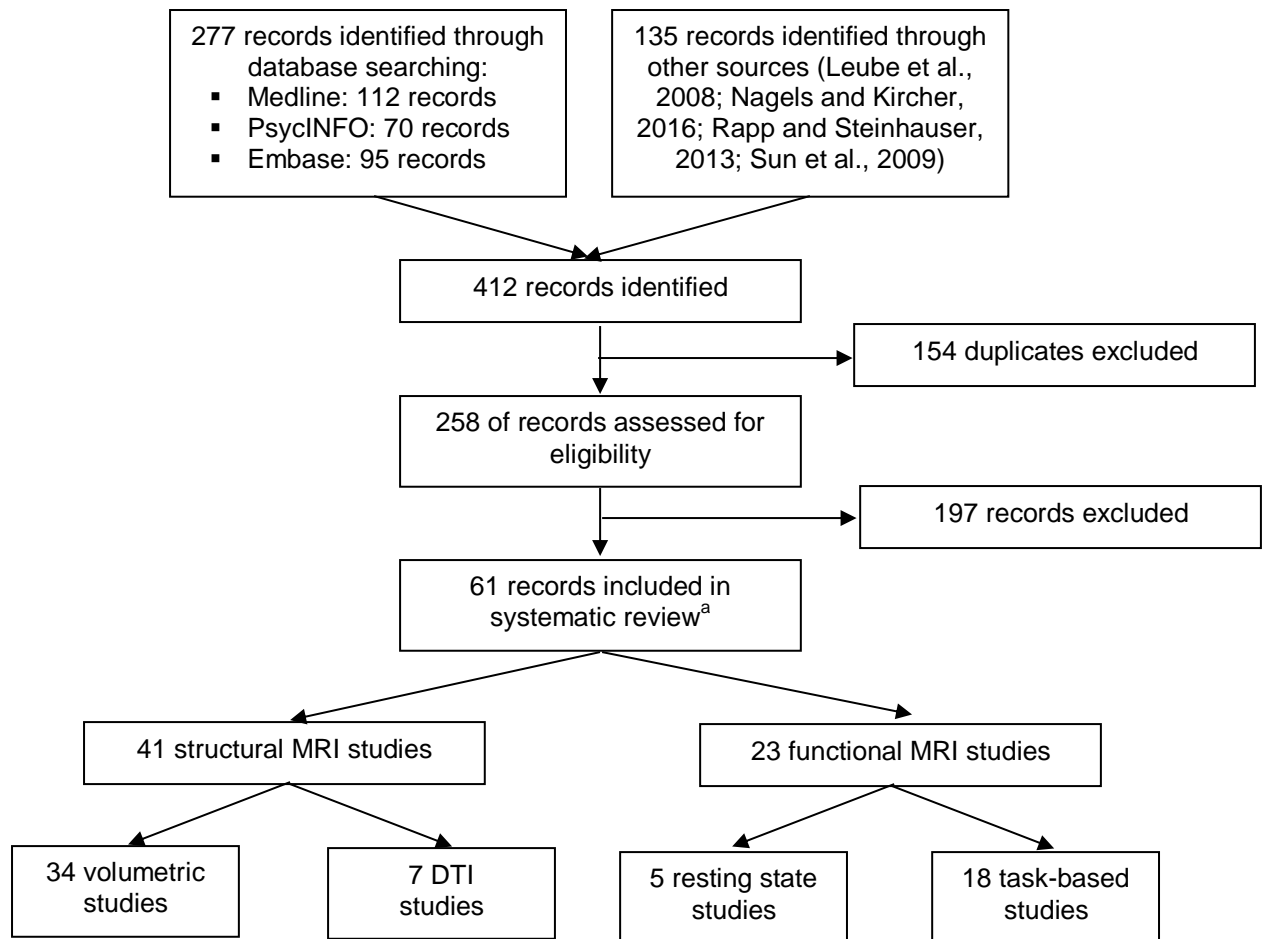 277 records identified through
database searching:
▪ Medline: 112 records
▪ PsycINFO: 70 records
▪ Embase: 95 records
135 records identified through
other sources (Leube et al.,
2008; Nagels and Kircher,
2016; Rapp and Steinhauser,
2013; Sun et al., 2009)
412 records identified
154 duplicates excluded
258 of records assessed for
eligibility
197 records excluded
61 records included in
systematic reviewᵃ
41 structural MRI studies
23 functional MRI studies
34 volumetric
studies
7 DTI
studies
5 resting state
studies
18 task-based
studies